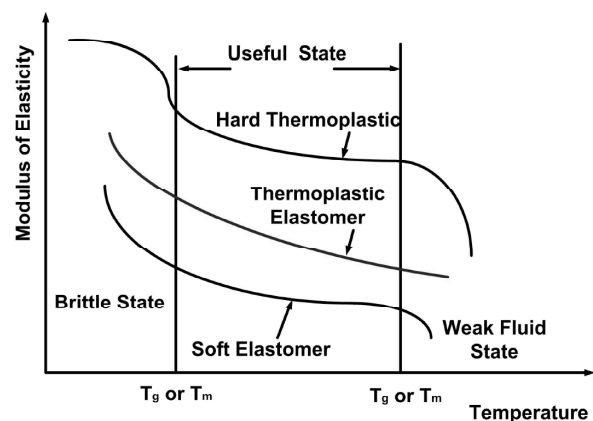 Modulus of Elasticity
Useful State
Hard Thermoplastic
Thermoplastic
Elastomer
Brittle State
Soft Elastomer
Weak Fluid
State
Tg or Tm
Tg or Tm
Temperature